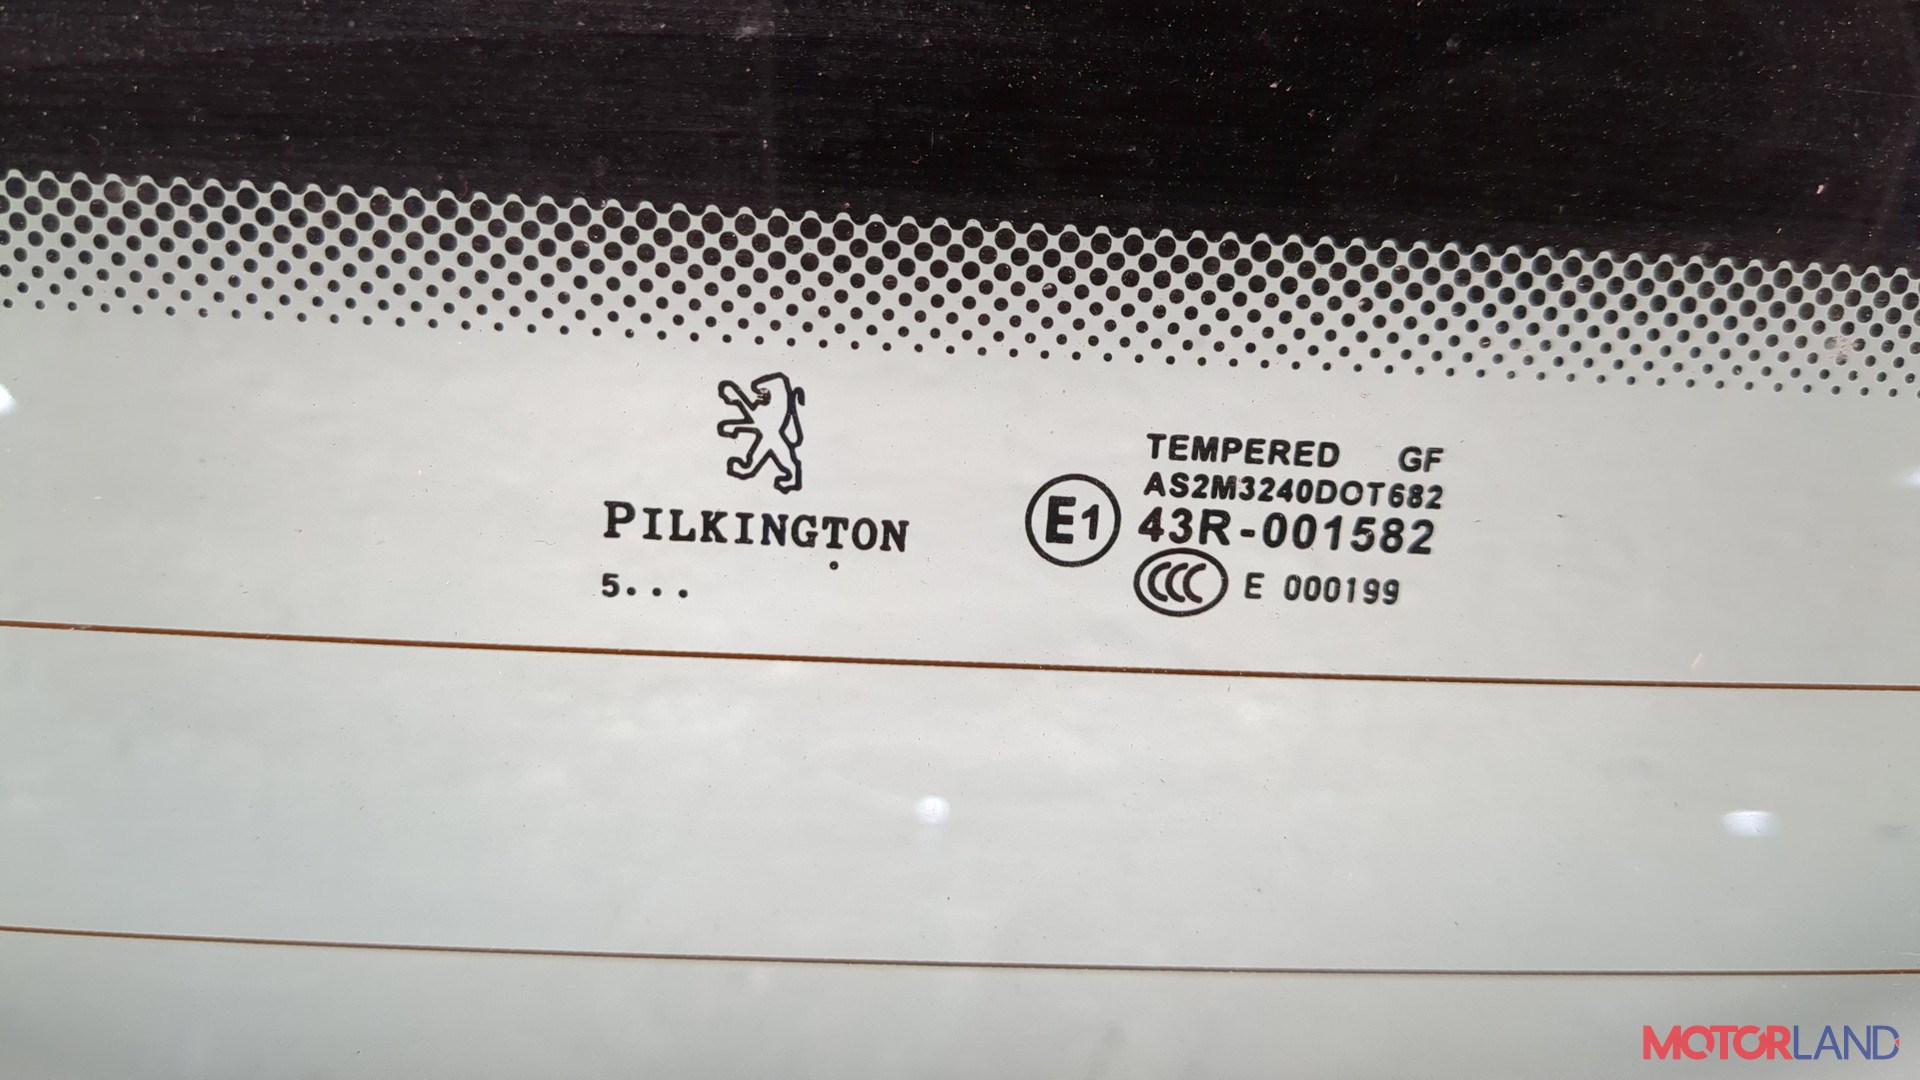 PILKINGTON
5...
TEMPERED GF
AS2M3240DOT682
E1 43R-001582
CCC E 000199
MOTORLAND